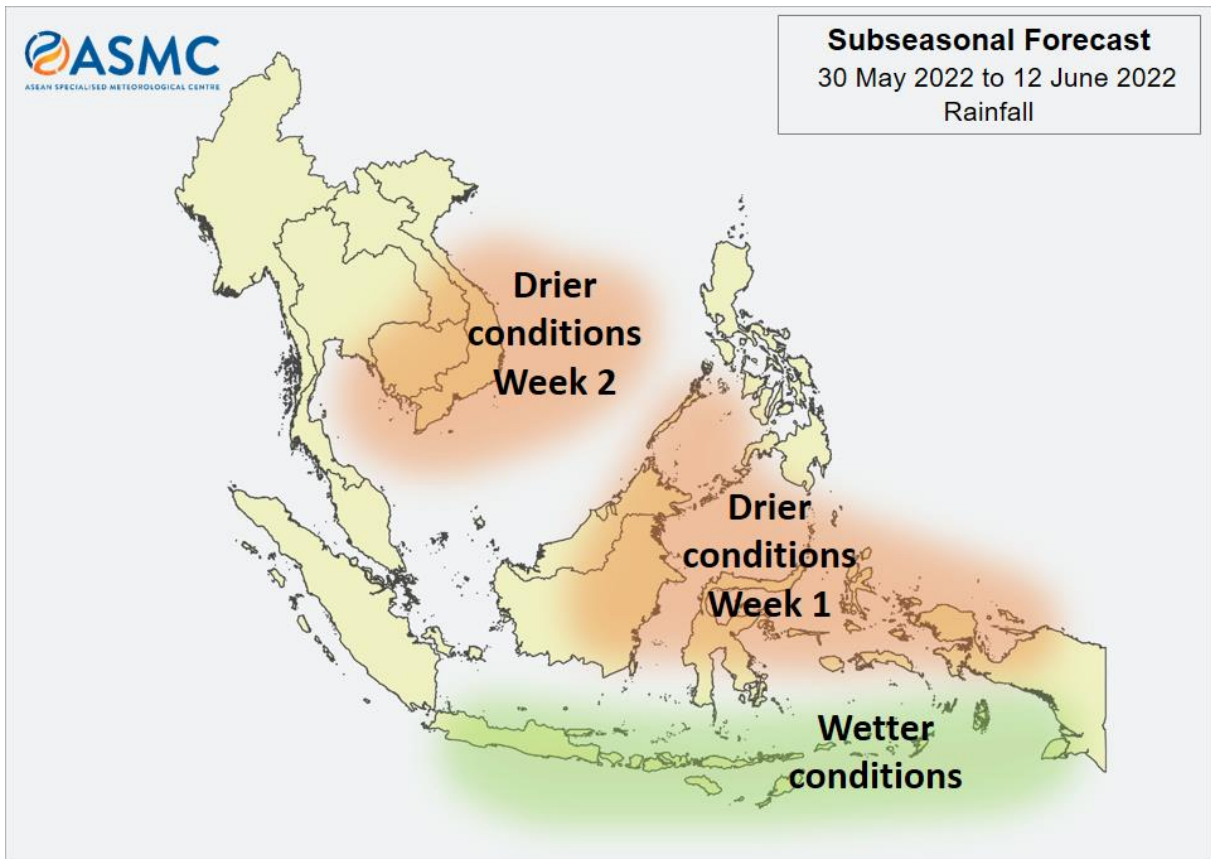 ASMC
ASEAN SPECIALISED METEOROLOGICAL CENTRE
Subseasonal Forecast
30 May 2022 to 12 June 2022
Rainfall
Drier
conditions
Week 2
Drier
conditions
Week 1
Wetter
conditions